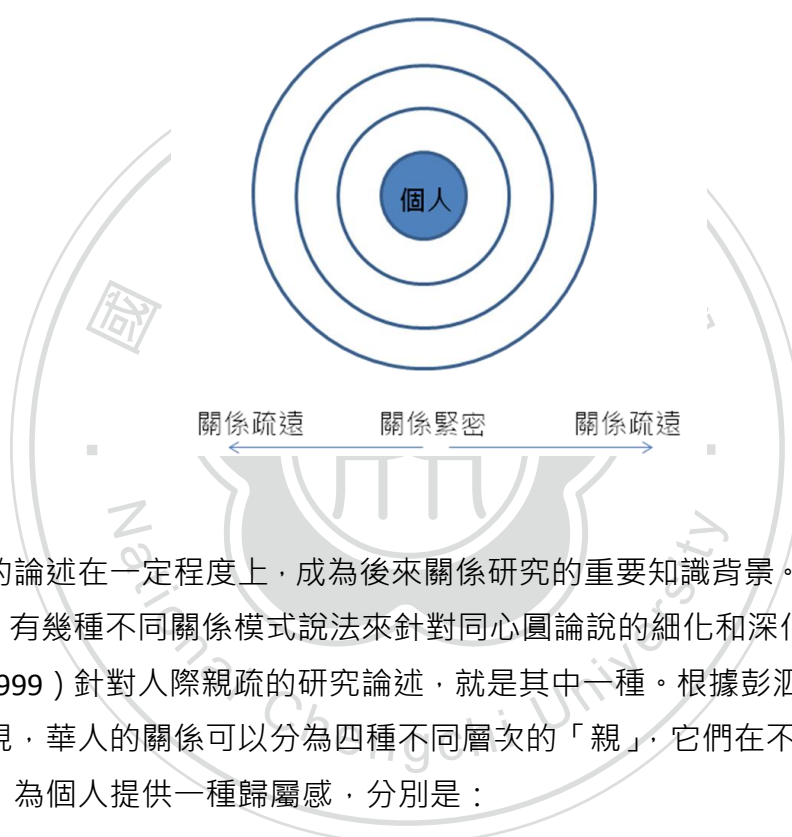 個人
關係疏遠 關係緊密 關係疏遠
的論述在一定程度上，成為後來關係研究的重要知識背景。
有幾種不同關係模式說法來針對同心圓論說的細化和深化
999）針對人際親疏的研究論述，就是其中一種。根據彭泗
現，華人的關係可以分為四種不同層次的「親」，它們在不
為個人提供一種歸屬感，分別是：
國
National Chengchi University